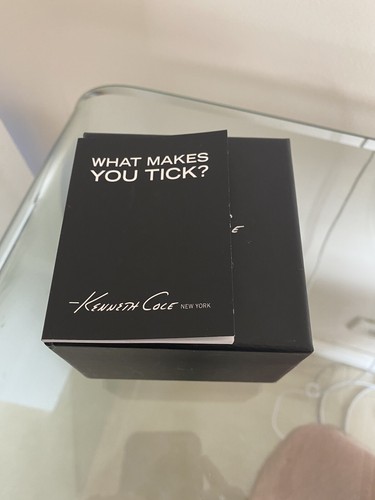 WHAT MAKES
YOU TICK?
KENNETH COLE NEW YORK